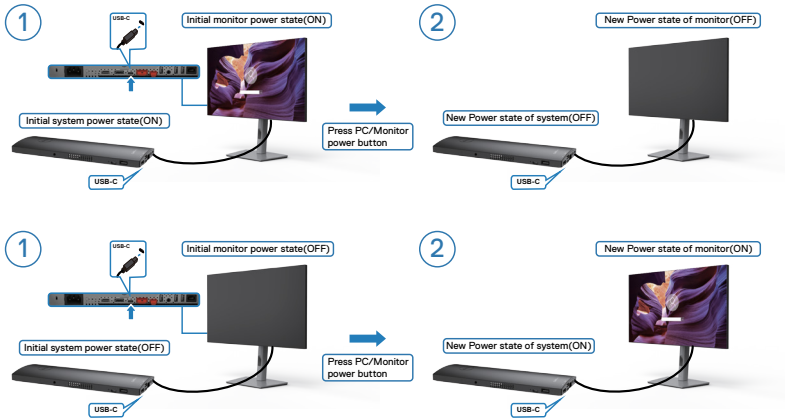 1
USB-C
Initial monitor power state(ON)
Initial system power state(ON)
USB-C
Press PC/Monitor
power button
2
New Power state of monitor(OFF)
New Power state of system(OFF)
USB-C
1
USB-C
Initial monitor power state(OFF)
Initial system power state(OFF)
USB-C
Press PC/Monitor
power button
2
New Power state of monitor(ON)
New Power state of system(ON)
USB-C